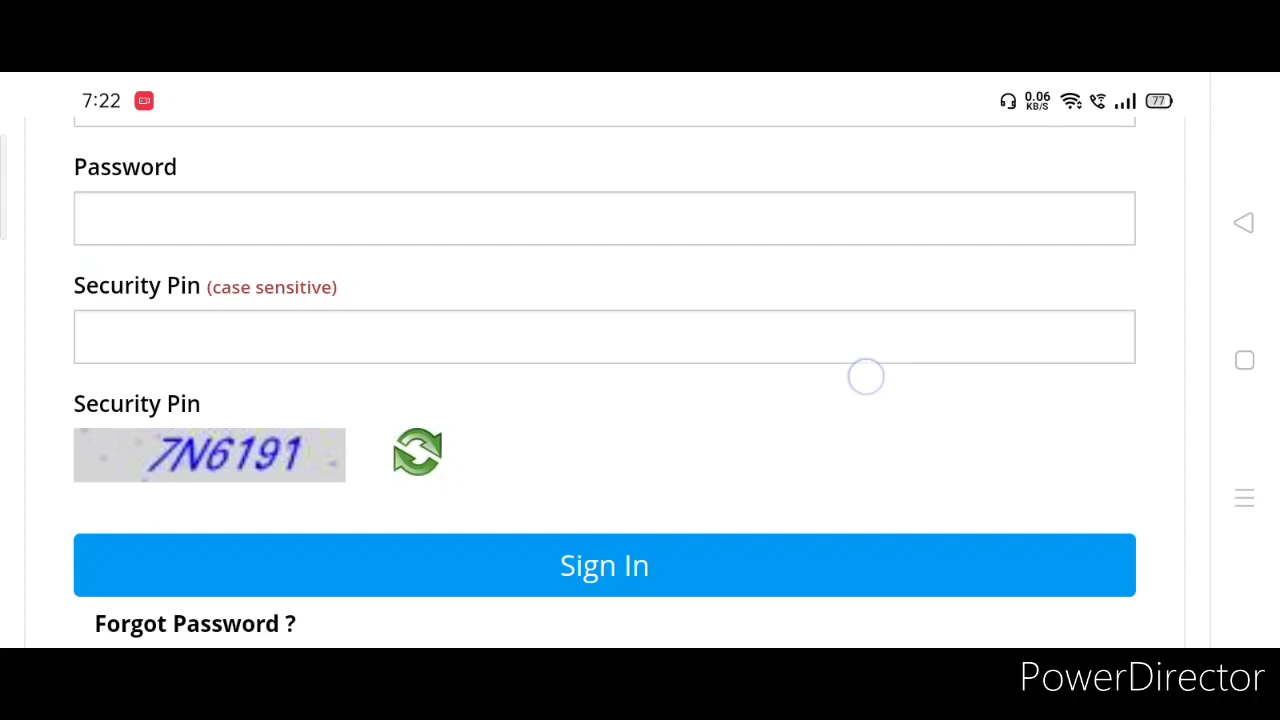 7:22 0.06 KB/S 77
Password
Security Pin (case sensitive)
Security Pin
7N6191
Sign In
Forgot Password ?
PowerDirector